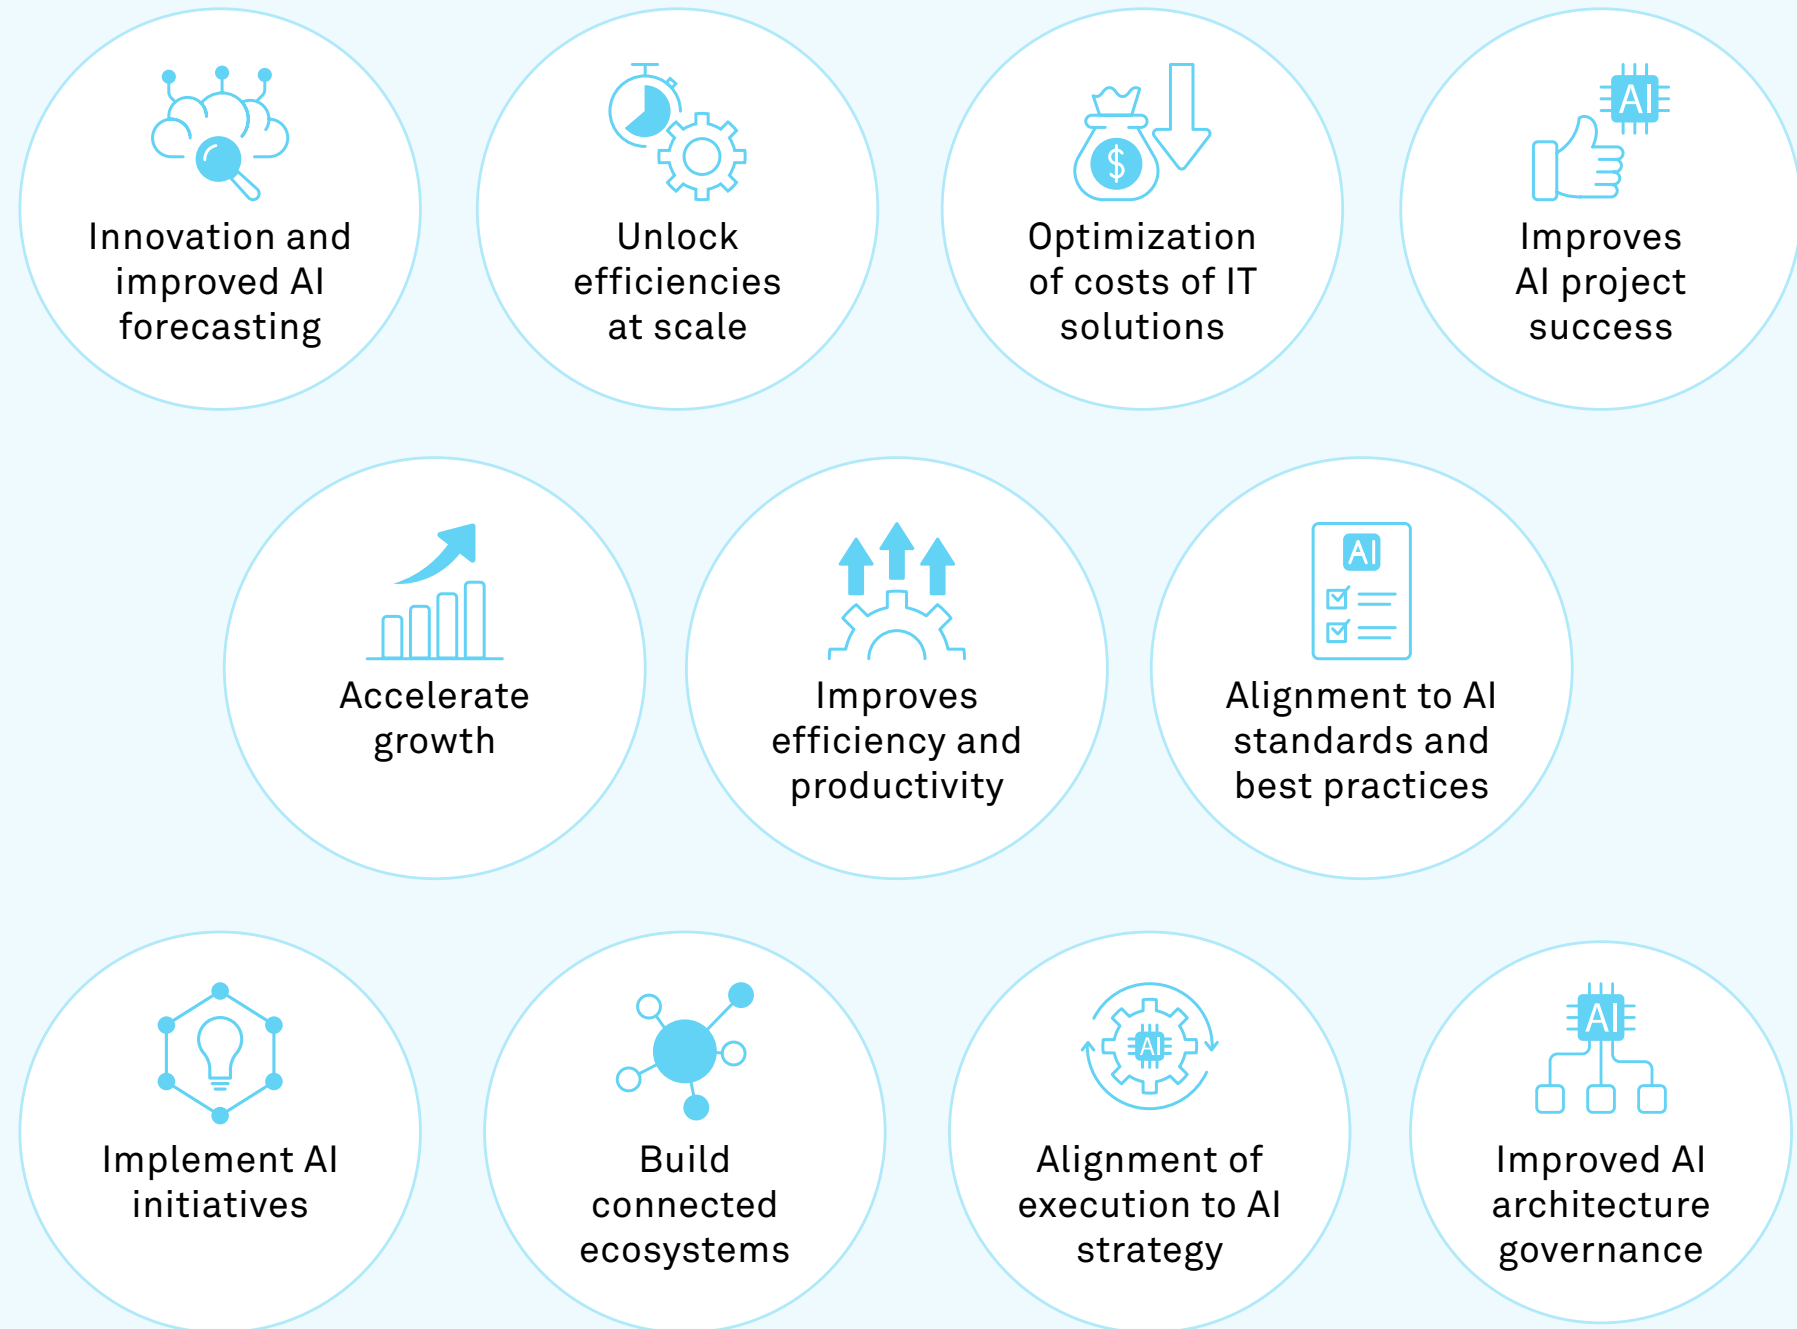 AI
Innovation and
improved AI
forecasting
Unlock
efficiencies
at scale
$
Optimization
of costs of IT
solutions
Improves
AI project
success
Accelerate
growth
Improves
efficiency and
productivity
AI
Alignment to AI
standards and
best practices
Implement AI
initiatives
Build
connected
ecosystems
AI
Alignment of
execution to AI
strategy
AI
Improved AI
architecture
governance